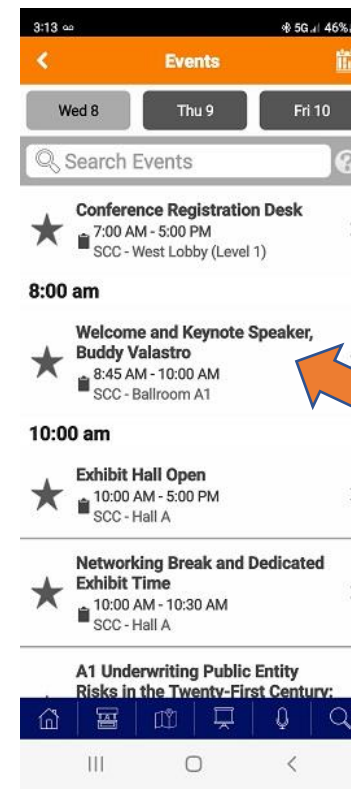 3:13 5G 46%
Events
Wed 8 Thu 9 Fri 10
Search Events ?
Conference Registration Desk
7:00 AM - 5:00 PM
SCC - West Lobby (Level 1)
8:00 am
Welcome and Keynote Speaker,
Buddy Valastro
8:45 AM - 10:00 AM
SCC - Ballroom A1
10:00 am
Exhibit Hall Open
10:00 AM - 5:00 PM
SCC - Hall A
Networking Break and Dedicated
Exhibit Time
10:00 AM - 10:30 AM
SCC - Hall A
A1 Underwriting Public Entity
Risks in the Twenty-First Century: